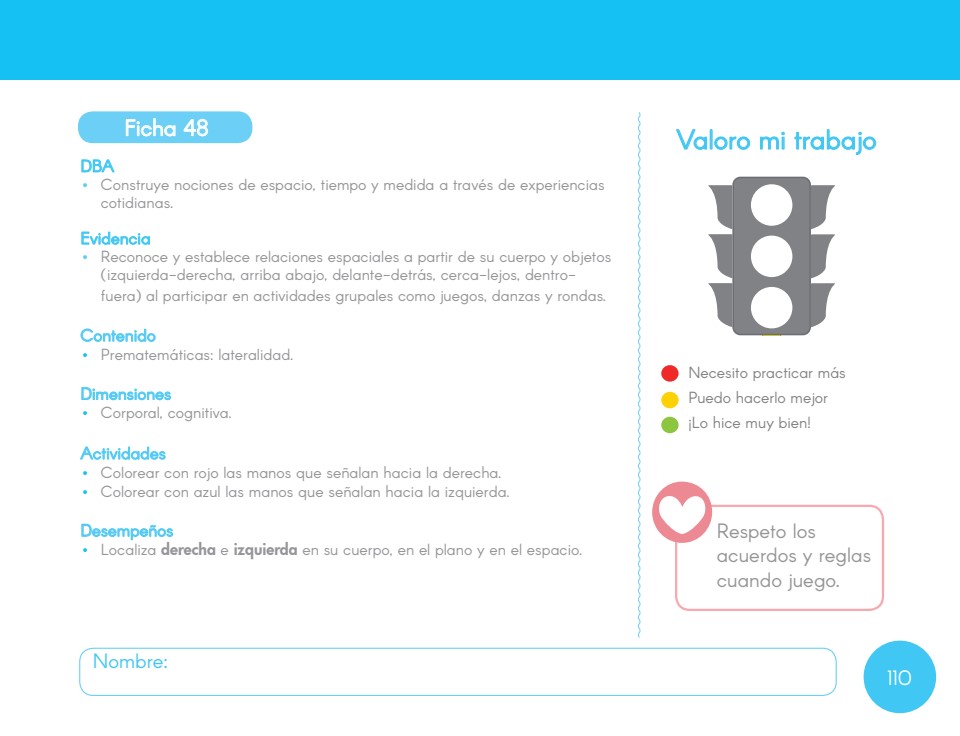 Ficha 48
DBA
• Construye nociones de espacio, tiempo y medida a través de experiencias
cotidianas.
Evidencia
• Reconoce y establece relaciones espaciales a partir de su cuerpo y objetos
(izquierda-derecha, arriba abajo, delante-detrás, cerca-lejos, dentro-
fuera) al participar en actividades grupales como juegos, danzas y rondas.
Contenido
• Prematemáticas: lateralidad.
Dimensiones
• Corporal, cognitiva.
Actividades
• Colorear con rojo las manos que señalan hacia la derecha.
• Colorear con azul las manos que señalan hacia la izquierda.
Desempeños
• Localiza derecha e izquierda en su cuerpo, en el plano y en el espacio.
Valoro mi trabajo
Necesito practicar más
Puedo hacerlo mejor
¡Lo hice muy bien!
Respeto los
acuerdos y reglas
cuando juego.
Nombre:
110